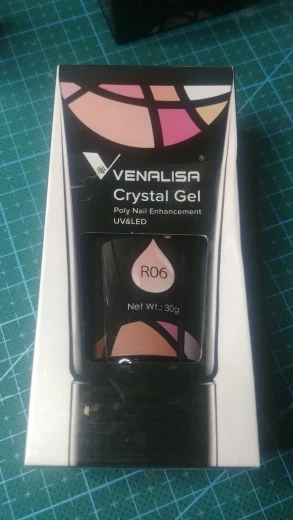 ®
VENALISA
Crystal Gel
Poly Nail Enhancement
UV&LED
R06
Net Wt.: 30g